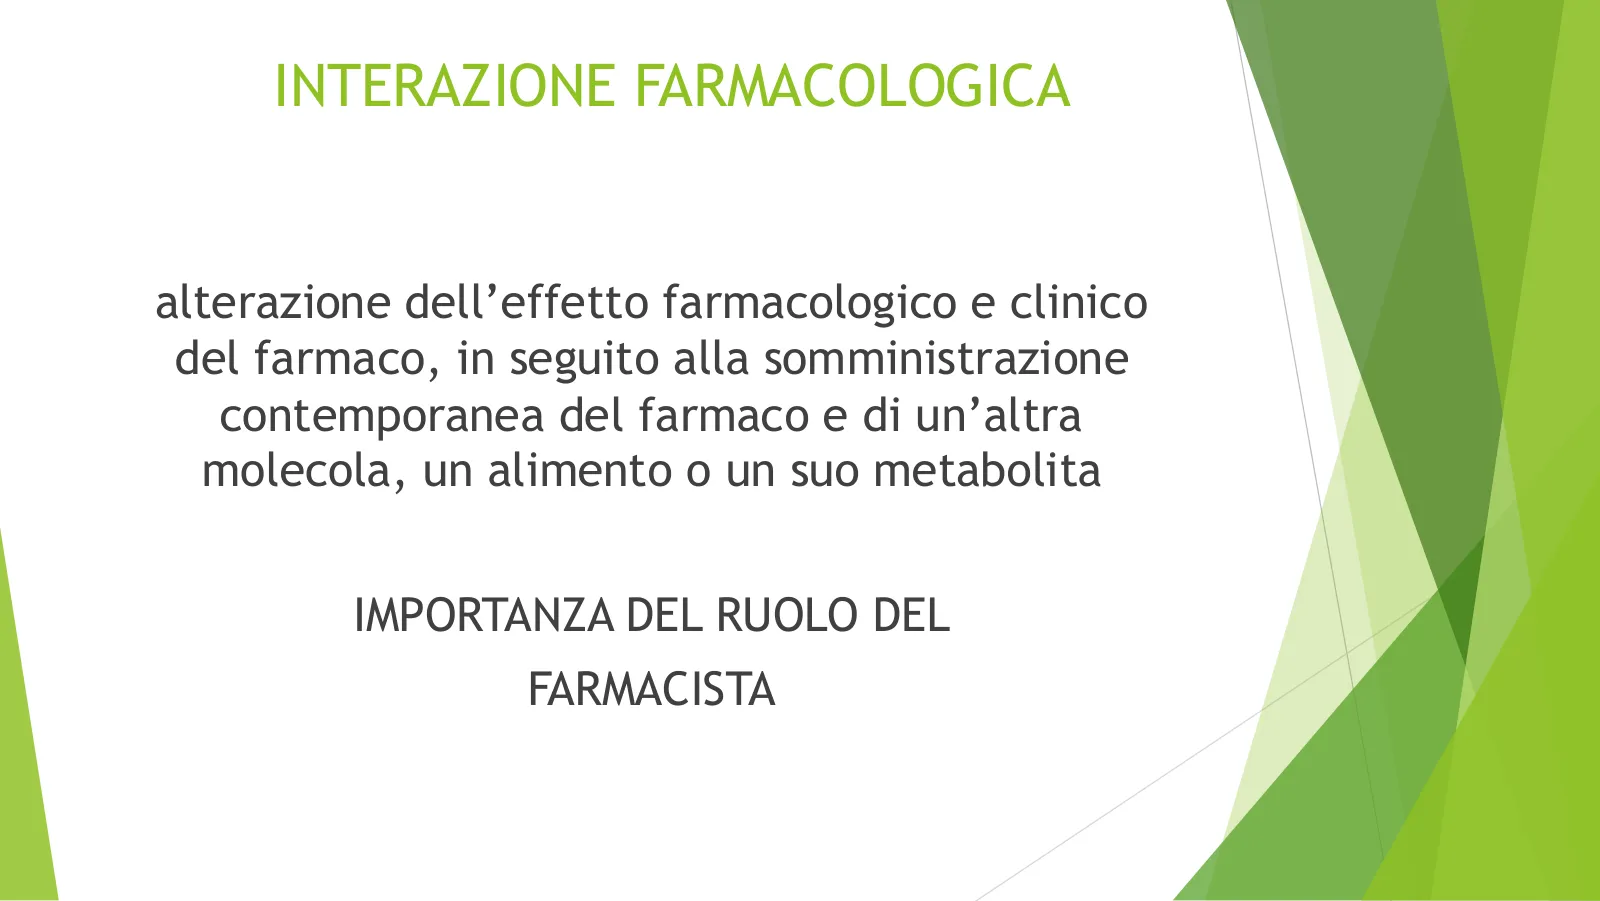 INTERAZIONE FARMACOLOGICA
alterazione dell’effetto farmacologico e clinico
del farmaco, in seguito alla somministrazione
contemporanea del farmaco e di un’altra
molecola, un alimento o un suo metabolita
IMPORTANZA DEL RUOLO DEL
FARMACISTA